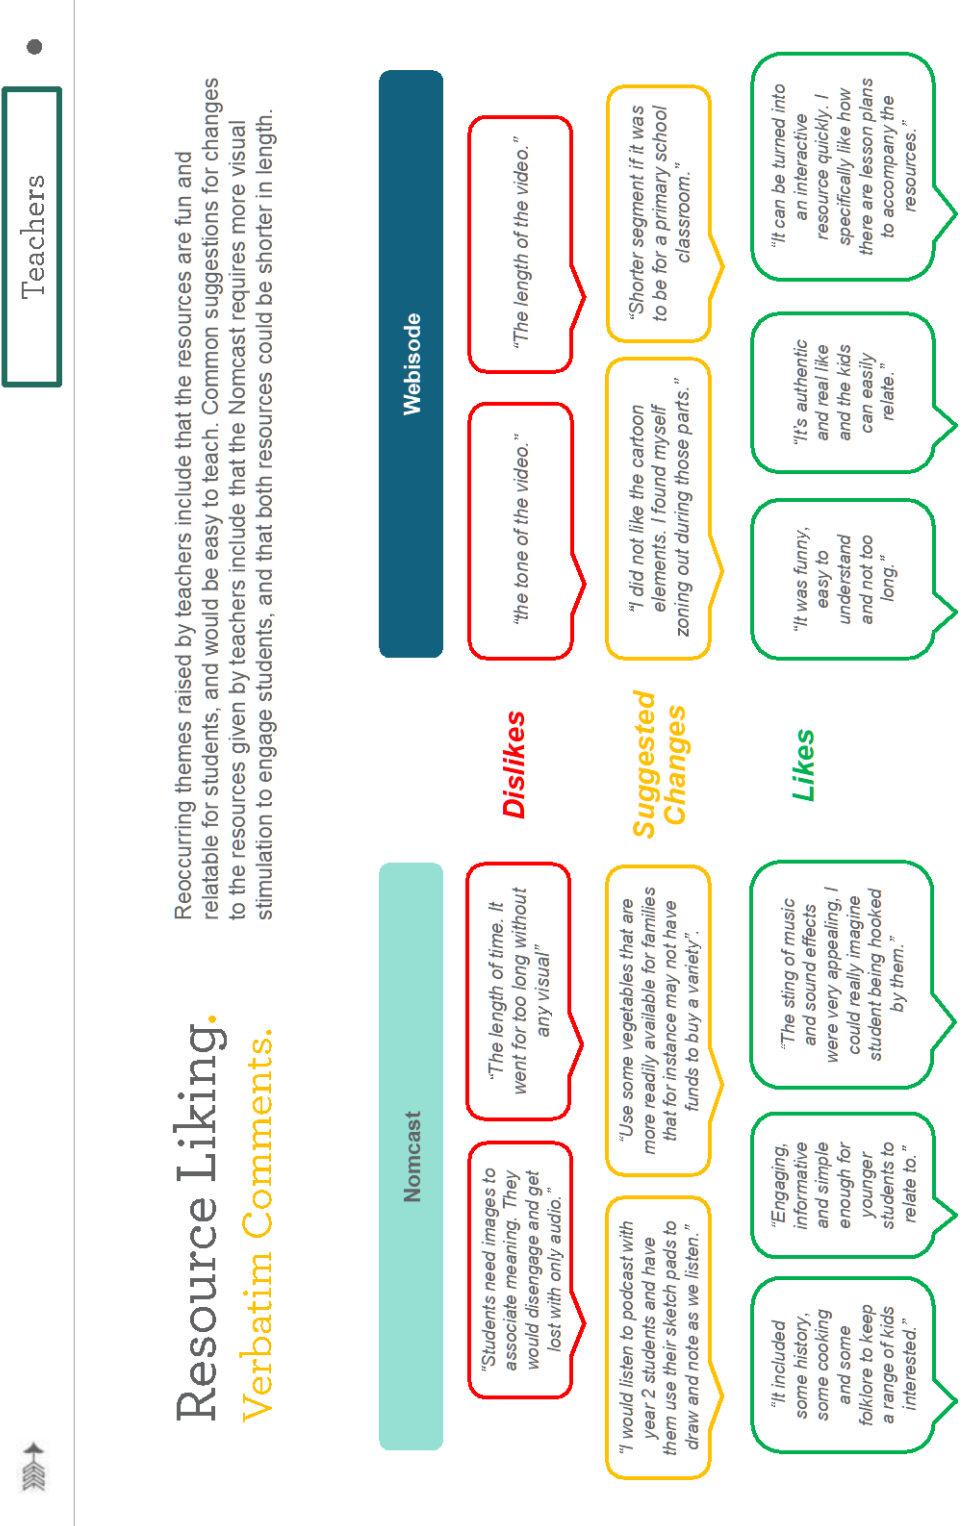 Teachers
Resource Liking.
Verbatim Comments.
Reoccurring themes raised by teachers include that the resources are fun and
relatable for students, and would be easy to teach. Common suggestions for changes
to the resources given by teachers include that the Nomcast requires more visual
stimulation to engage students, and that both resources could be shorter in length.
Nomcast
Webisode
“Students need images to
associate meaning. They
would disengage and get
lost with only audio.”
“The length of time. It
went for too long without
any visual”
Dislikes
“the tone of the video.”
“The length of the video.”
“I would listen to podcast with
year 2 students and have
them use their sketch pads to
draw and note as we listen.”
“Use some vegetables that are
more readily available for families
that for instance may not have
funds to buy a variety”.
Suggested
Changes
“I did not like the cartoon
elements. I found myself
zoning out during those parts.”
“Shorter segment if it was
to be for a primary school
classroom.”
“It included
some history,
some cooking
and some
folklore to keep
a range of kids
interested.”
“Engaging,
informative
and simple
enough for
younger
students to
relate to.”
“The sting of music
and sound effects
were very appealing, I
could really imagine
student being hooked
by them.”
Likes
“It was funny,
easy to
understand
and not too
long.“
“It’s authentic
and real like
and the kids
can easily
relate.”
“It can be turned into
an interactive
resource quickly. I
specifically like how
there are lesson plans
to accompany the
resources.”